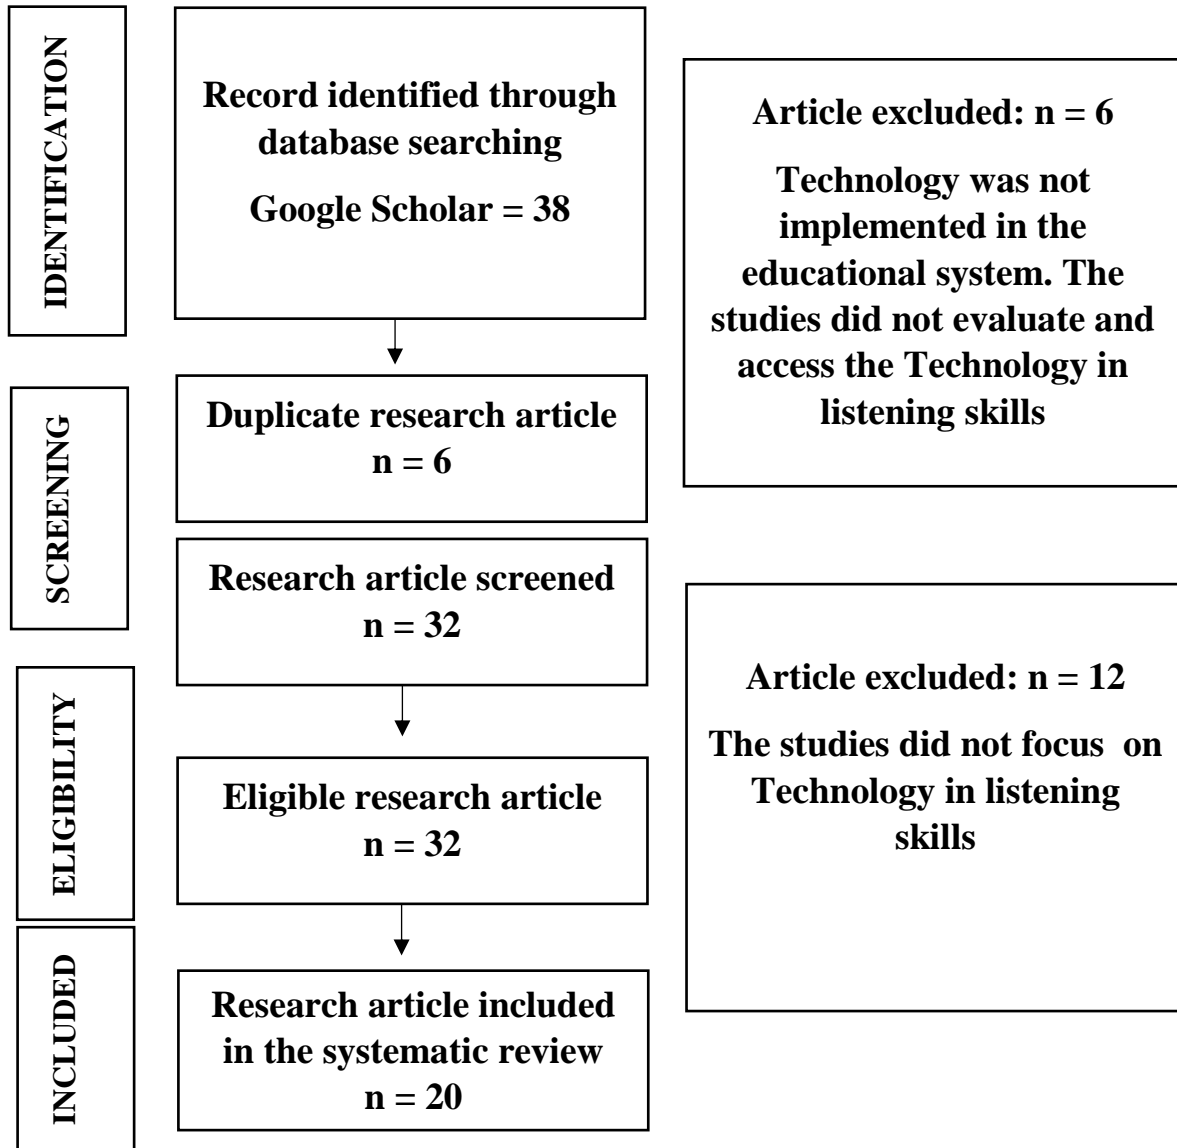 IDENTIFICATION
Record identified through
database searching
Google Scholar = 38
Article excluded: n = 6
Technology was not
implemented in the
educational system. The
studies did not evaluate and
access the Technology in
listening skills
SCREENING
Duplicate research article
n = 6
Research article screened
n = 32
Article excluded: n = 12
The studies did not focus  on
Technology in listening
skills
ELIGIBILITY
Eligible research article
n = 32
INCLUDED
Research article included
in the systematic review
n = 20